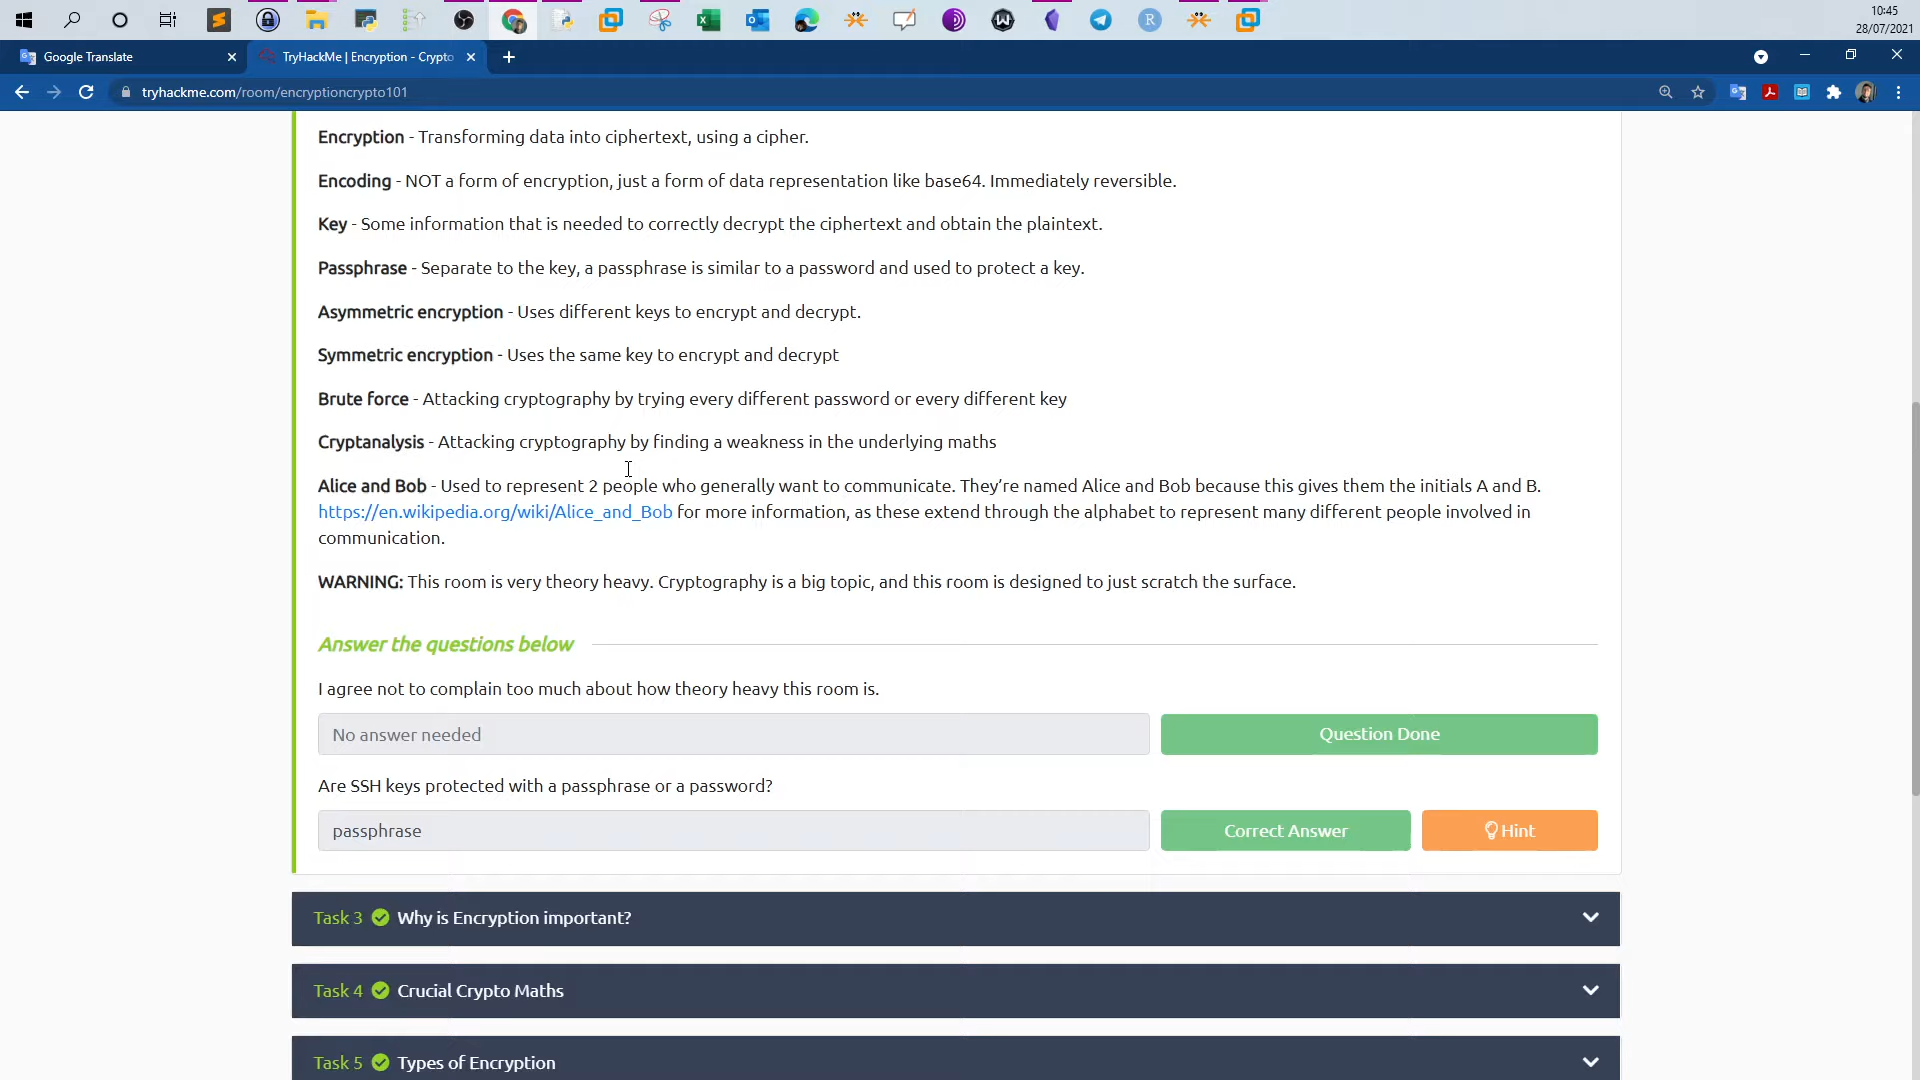 10:45
28/07/2021
Google Translate
TryHackMe | Encryption - Crypto
tryhackme.com/room/encryptioncrypto101
Encryption - Transforming data into ciphertext, using a cipher.
Encoding - NOT a form of encryption, just a form of data representation like base64. Immediately reversible.
Key - Some information that is needed to correctly decrypt the ciphertext and obtain the plaintext.
Passphrase - Separate to the key, a passphrase is similar to a password and used to protect a key.
Asymmetric encryption - Uses different keys to encrypt and decrypt.
Symmetric encryption - Uses the same key to encrypt and decrypt
Brute force - Attacking cryptography by trying every different password or every different key
Cryptanalysis - Attacking cryptography by finding a weakness in the underlying maths
Alice and Bob - Used to represent 2 people who generally want to communicate. They’re named Alice and Bob because this gives them the initials A and B.
https://en.wikipedia.org/wiki/Alice_and_Bob for more information, as these extend through the alphabet to represent many different people involved in
communication.
WARNING: This room is very theory heavy. Cryptography is a big topic, and this room is designed to just scratch the surface.
Answer the questions below
I agree not to complain too much about how theory heavy this room is.
No answer needed
Question Done
Are SSH keys protected with a passphrase or a password?
passphrase
Correct Answer
Hint
Task 3 Why is Encryption important?
Task 4 Crucial Crypto Maths
Task 5 Types of Encryption